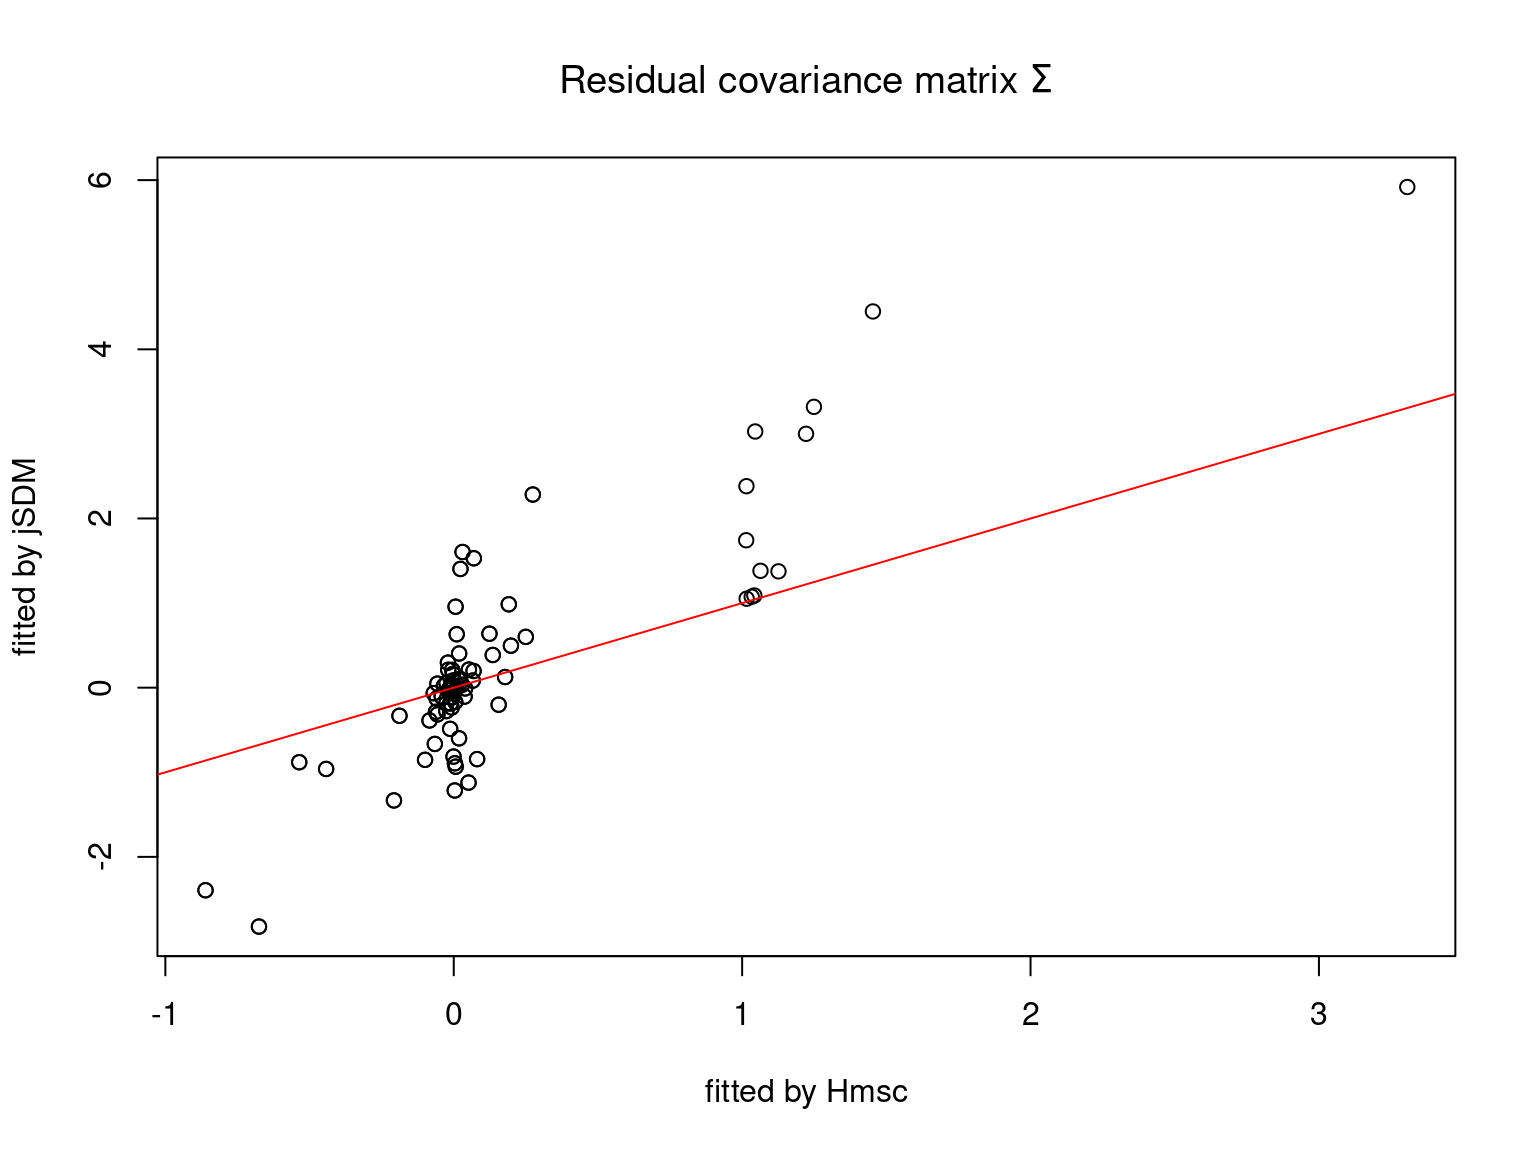 Residual covariance matrix Σ
fitted by jSDM
6
4
2
0
-2
-1 0 1 2 3
fitted by Hmsc